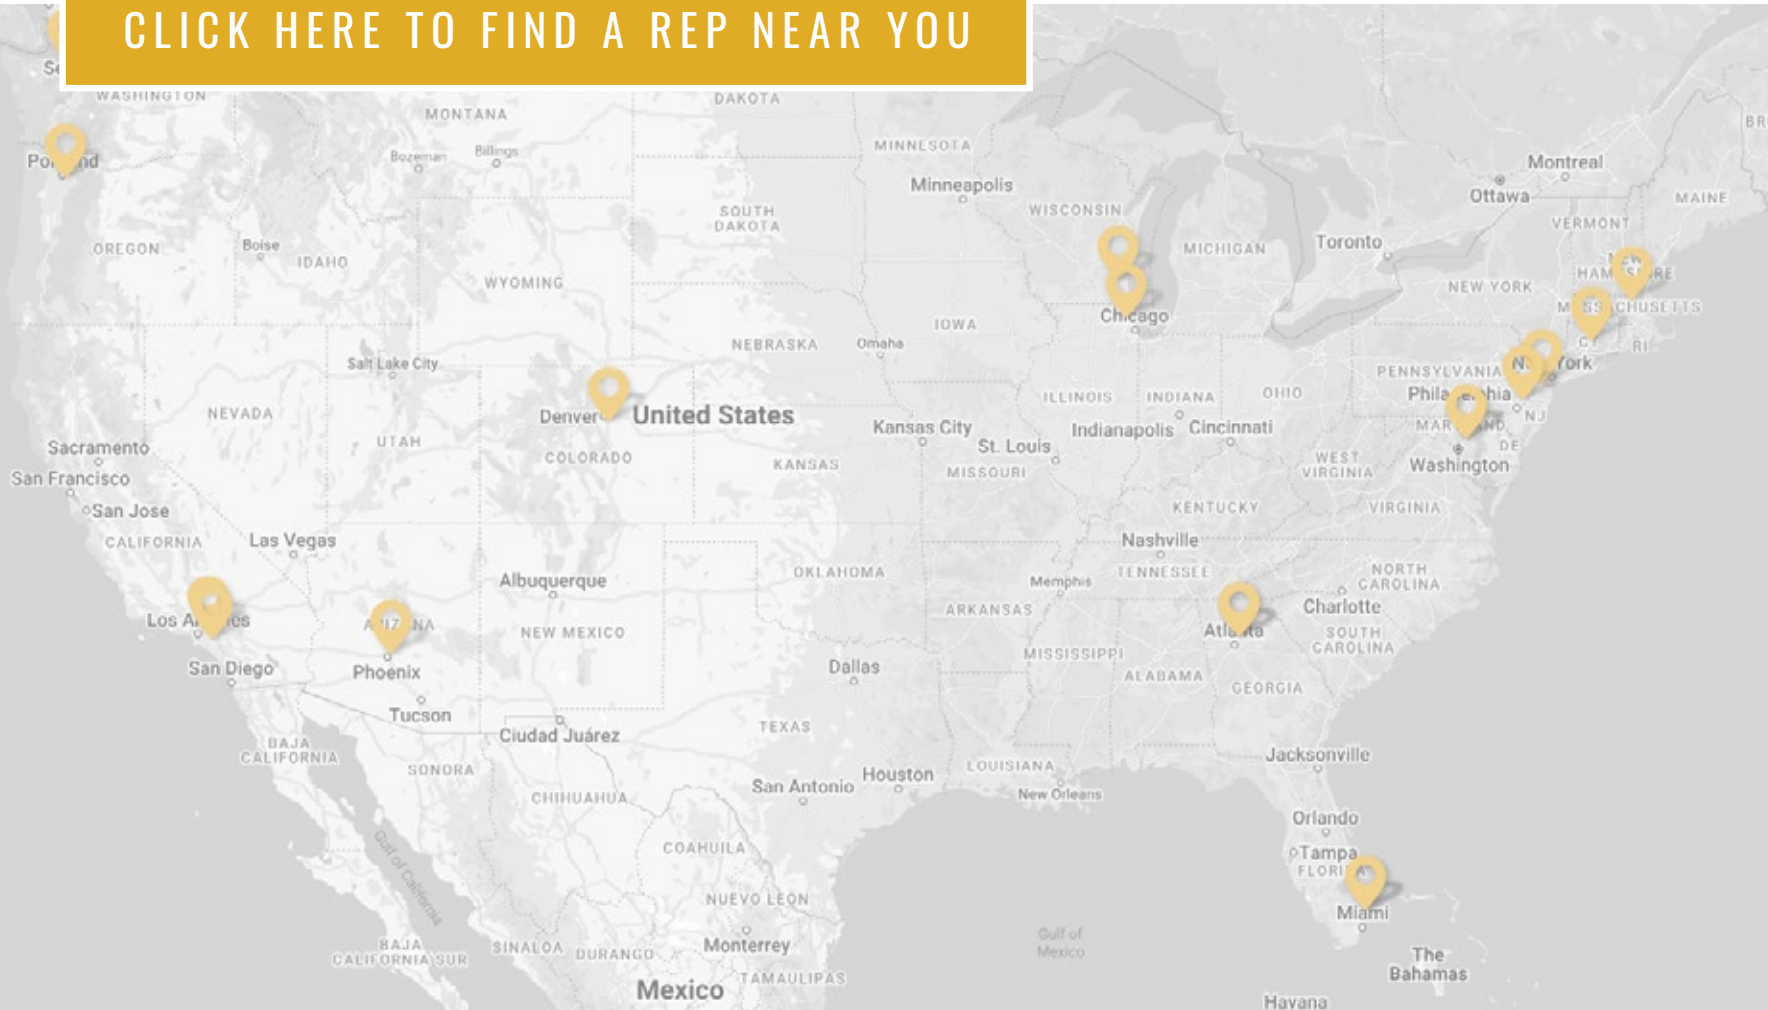 CLICK HERE TO FIND A REP NEAR YOU
WASHINGTON
MONTANA
DAKOTA
Bozeman
Billings
MINNESOTA
Minneapolis
Montreal
Ottawa
MAINE
SOUTH
DAKOTA
WISCONSIN
VERMONT
OREGON
Boise
IDAHO
MICHIGAN
Toronto
WYOMING
NEW YORK
IOWA
Chicago
RI
Salt Lake City
NEBRASKA
Omaha
PENNSYLVANIA
NEVADA
Denver
United States
ILLINOIS
INDIANA
OHIO
NJ
UTAH
Kansas City
Indianapolis
Cincinnati
DE
Sacramento
COLORADO
KANSAS
St. Louis
MISSOURI
WEST
VIRGINIA
Washington
San Francisco
San Jose
KENTUCKY
VIRGINIA
CALIFORNIA
Las Vegas
Nashville
Albuquerque
OKLAHOMA
Memphis
TENNESSEE
NORTH
CAROLINA
ARKANSAS
Charlotte
NEW MEXICO
SOUTH
CAROLINA
San Diego
Phoenix
Dallas
MISSISSIPPI
ALABAMA
GEORGIA
Tucson
Ciudad Juárez
TEXAS
BAJA
CALIFORNIA
SONORA
Jacksonville
CHIHUAHUA
San Antonio
Houston
LOUISIANA
New Orleans
Orlando
COAHUILA
Tampa
Gulf of California
NUEVO LEON
Miami
BAJA
CALIFORNIA SUR
SINALOA
DURANGO
Monterrey
Gulf of
Mexico
The
Bahamas
TAMAULIPAS
Mexico
Havana